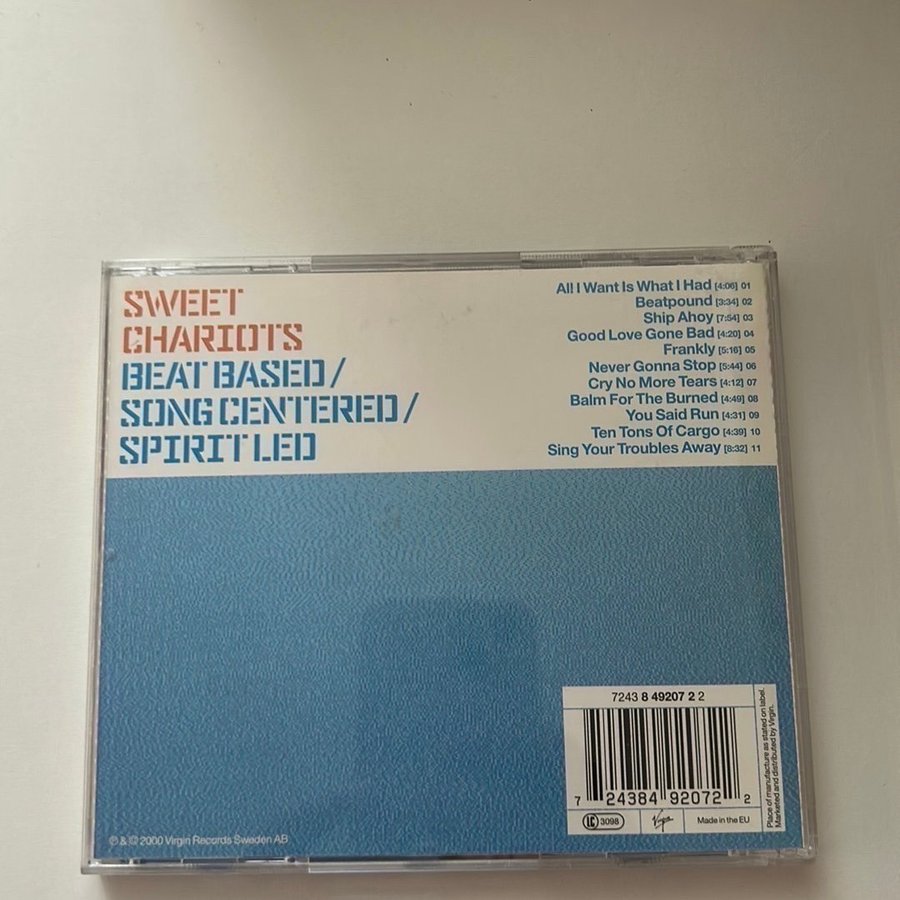 SWEET
CHARIOTS
BEAT BASED/
SONG CENTERED/
SPIRIT LED
All I Want Is What I Had [4:06] 01
Beatpound [3:34] 02
Ship Ahoy [7:54] 03
Good Love Gone Bad [4:20] 04
Frankly [5:16] 05
Never Gonna Stop [5:44] 06
Cry No More Tears [4:12] 07
Balm For The Burned [4:49] 08
You Said Run [4:31] 09
Ten Tons Of Cargo [4:39] 10
Sing Your Troubles Away [8:32] 11
7243 8 49207 2 2
7 24384 92072 2
LC 3098
Virgin
Made in the EU
Place of manufacture as stated on label.
Marketed and distributed by Virgin.
℗ & © 2000 Virgin Records Sweden AB